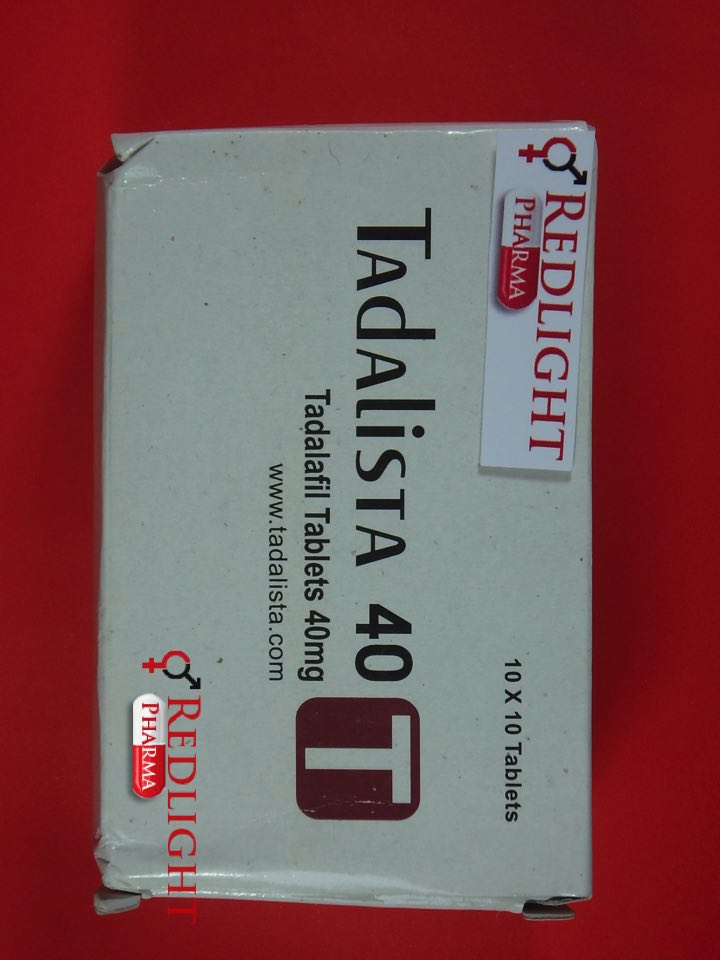 REDLIGHT
PHARMA
10 X 10 Tablets
TAdAliSTA 40
T
Tadalafil Tablets 40mg
www.tadalista.com
REDLIGHT
PHARMA